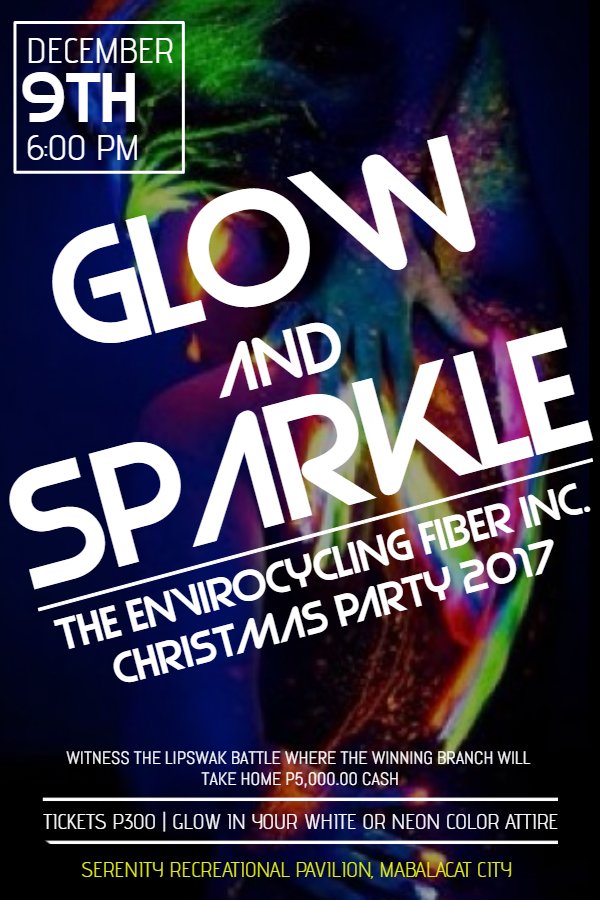 DECEMBER
9TH
6:00 PM
GLOW
AND
SPARKLE
THE ENVIROCYCLING FIBER INC.
CHRISTMAS PARTY 2017
WITNESS THE LIPSWAK BATTLE WHERE THE WINNING BRANCH WILL
TAKE HOME P5,000.00 CASH
TICKETS P300 | GLOW IN YOUR WHITE OR NEON COLOR ATTIRE
SERENITY RECREATIONAL PAVILION, MABALACAT CITY